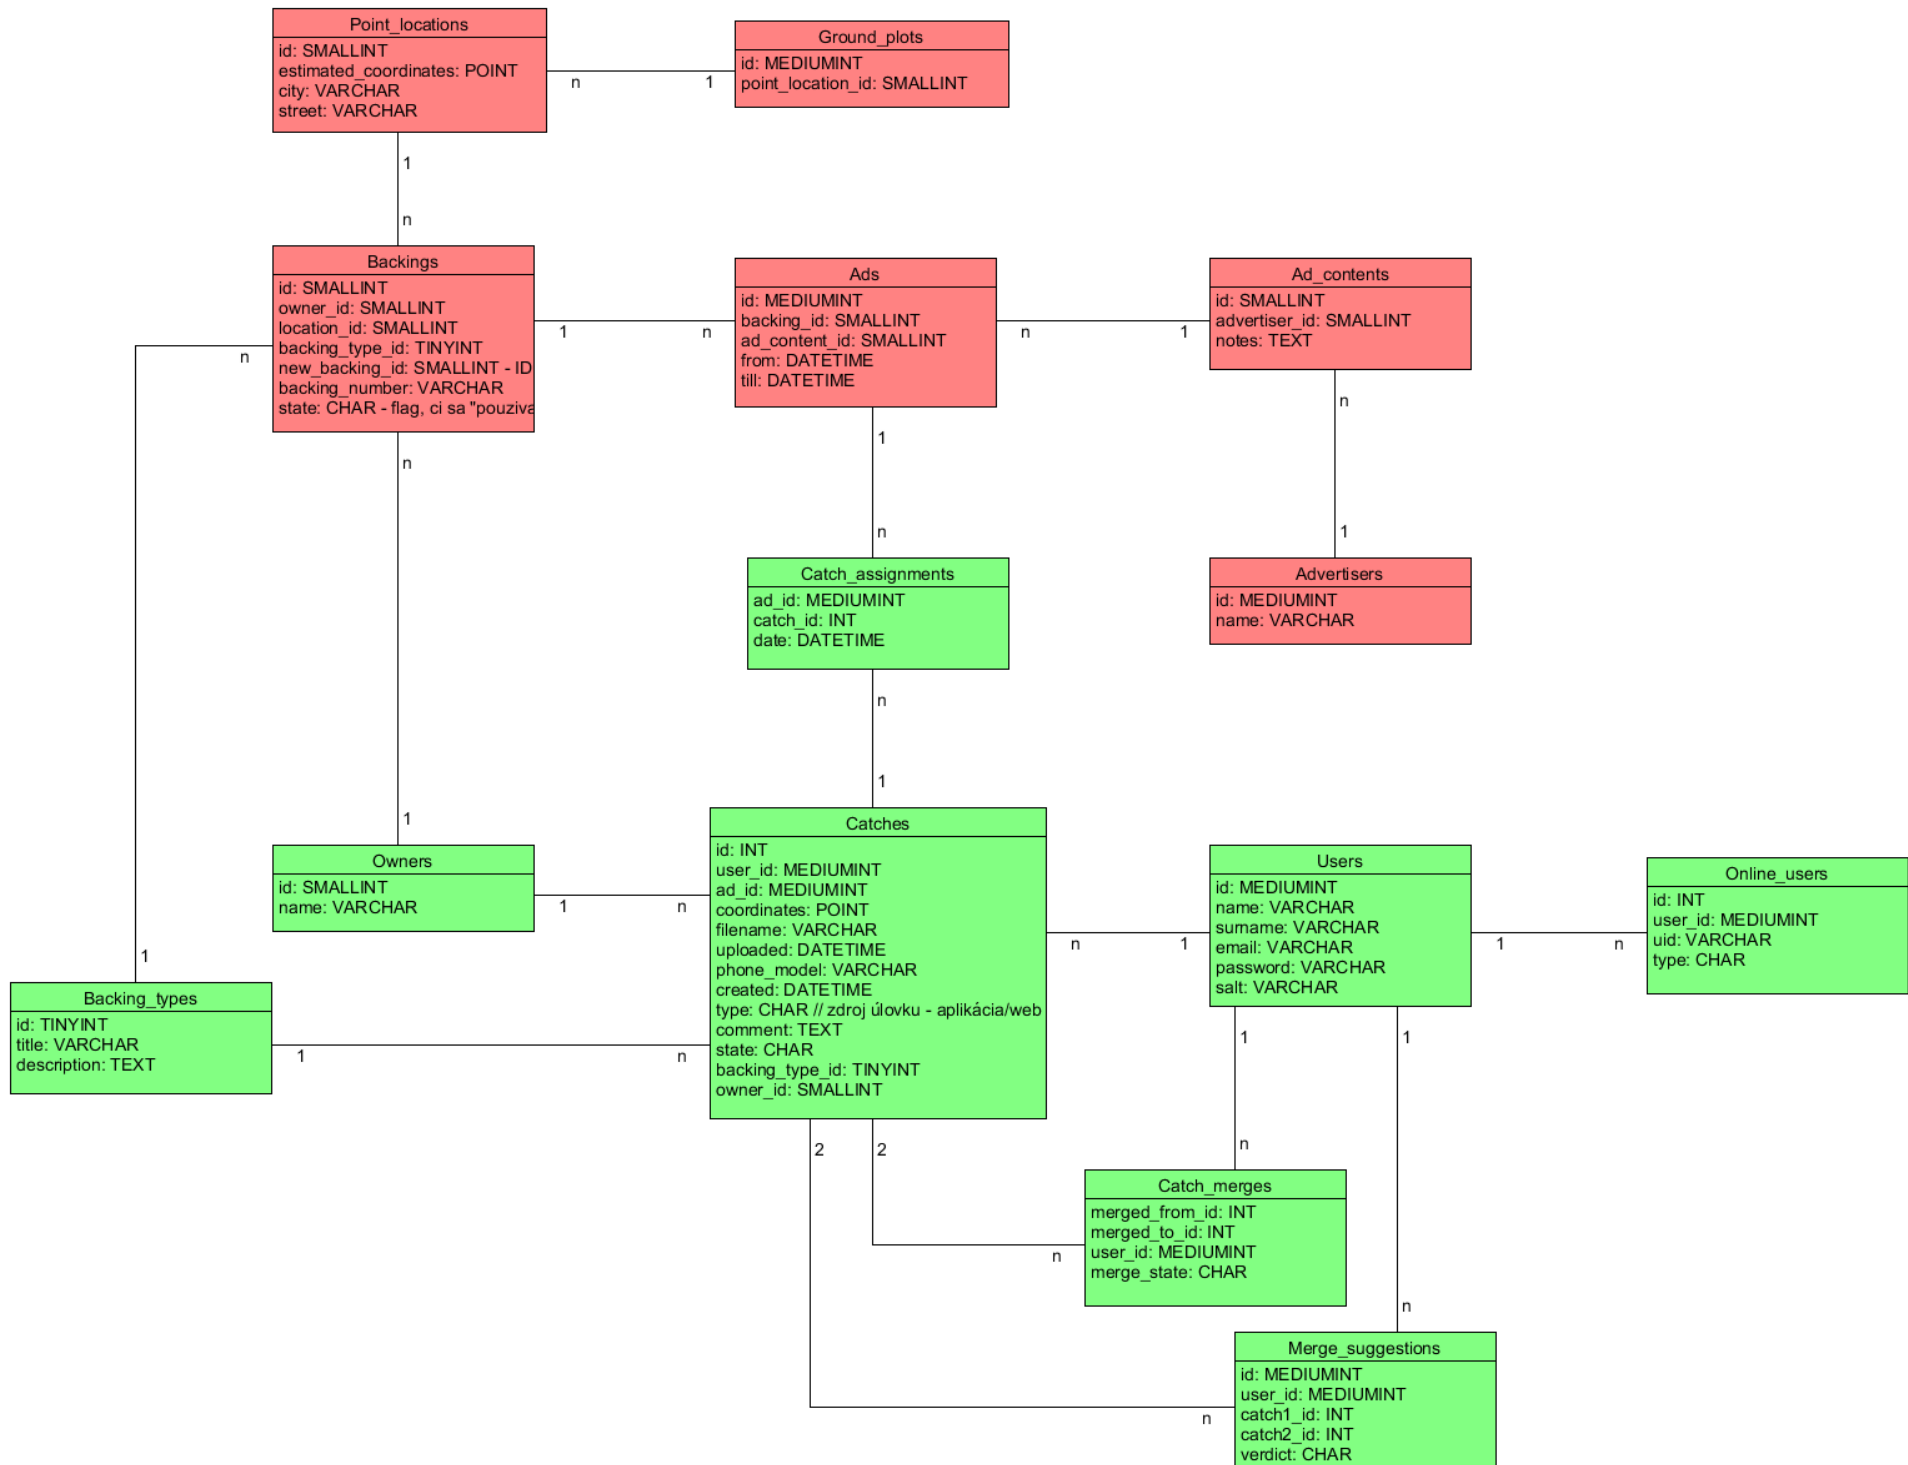 Point_locations
id: SMALLINT
estimated_coordinates: POINT
city: VARCHAR
street: VARCHAR
n
1
Ground_plots
id: MEDIUMINT
point_location_id: SMALLINT
1
n
Backings
id: SMALLINT
owner_id: SMALLINT
location_id: SMALLINT
backing_type_id: TINYINT
new_backing_id: SMALLINT - ID
backing_number: VARCHAR
state: CHAR - flag, ci sa "pouziva
1
n
Ads
id: MEDIUMINT
backing_id: SMALLINT
ad_content_id: SMALLINT
from: DATETIME
till: DATETIME
n
1
Ad_contents
id: SMALLINT
advertiser_id: SMALLINT
notes: TEXT
n
n
1
n
n
1
Catch_assignments
ad_id: MEDIUMINT
catch_id: INT
date: DATETIME
Advertisers
id: MEDIUMINT
name: VARCHAR
n
1
1
Owners
id: SMALLINT
name: VARCHAR
1
n
Catches
id: INT
user_id: MEDIUMINT
ad_id: MEDIUMINT
coordinates: POINT
filename: VARCHAR
uploaded: DATETIME
phone_model: VARCHAR
created: DATETIME
type: CHAR // zdroj úlovku - aplikácia/web
comment: TEXT
state: CHAR
backing_type_id: TINYINT
owner_id: SMALLINT
n
1
Users
id: MEDIUMINT
name: VARCHAR
surname: VARCHAR
email: VARCHAR
password: VARCHAR
salt: VARCHAR
1
n
Online_users
id: INT
user_id: MEDIUMINT
uid: VARCHAR
type: CHAR
1
Backing_types
id: TINYINT
title: VARCHAR
description: TEXT
1
n
1
1
2
2
n
Catch_merges
merged_from_id: INT
merged_to_id: INT
user_id: MEDIUMINT
merge_state: CHAR
n
n
Merge_suggestions
id: MEDIUMINT
user_id: MEDIUMINT
catch1_id: INT
catch2_id: INT
verdict: CHAR
n